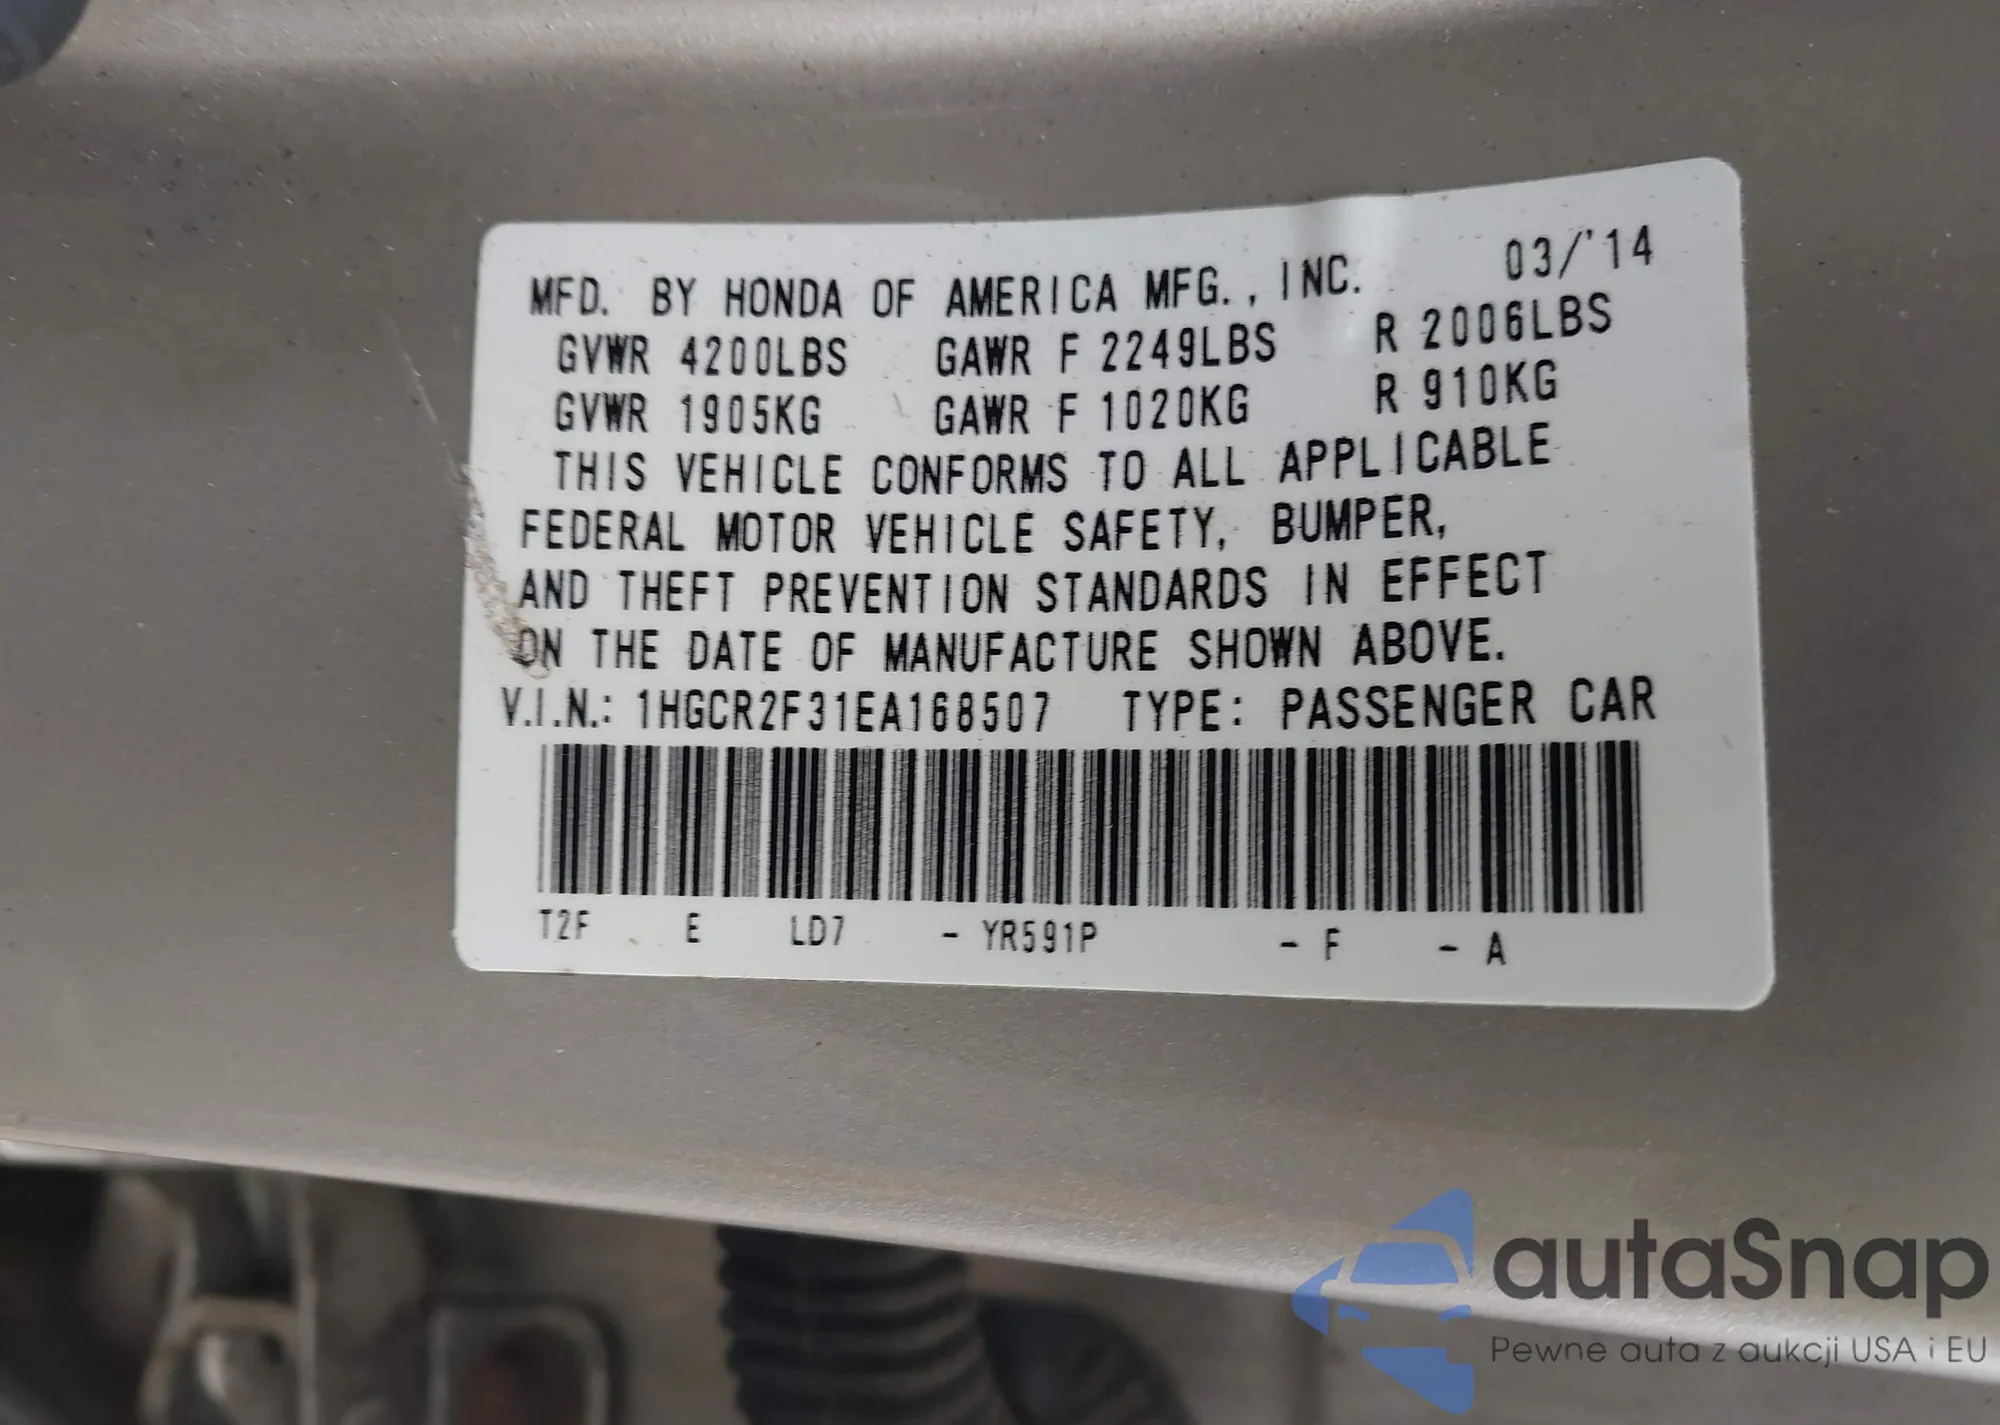 MFD. BY HONDA OF AMERICA MFG., INC. 03/'14
GVWR 4200LBS GAWR F 2249LBS R 2006LBS
GVWR 1905KG GAWR F 1020KG R 910KG
THIS VEHICLE CONFORMS TO ALL APPLICABLE
FEDERAL MOTOR VEHICLE SAFETY, BUMPER,
AND THEFT PREVENTION STANDARDS IN EFFECT
ON THE DATE OF MANUFACTURE SHOWN ABOVE.
V.I.N.: 1HGCR2F31EA168507 TYPE: PASSENGER CAR
T2F E LD7 - YR591P - F - A
autaSnap
Pewne auta z aukcji USA i EU